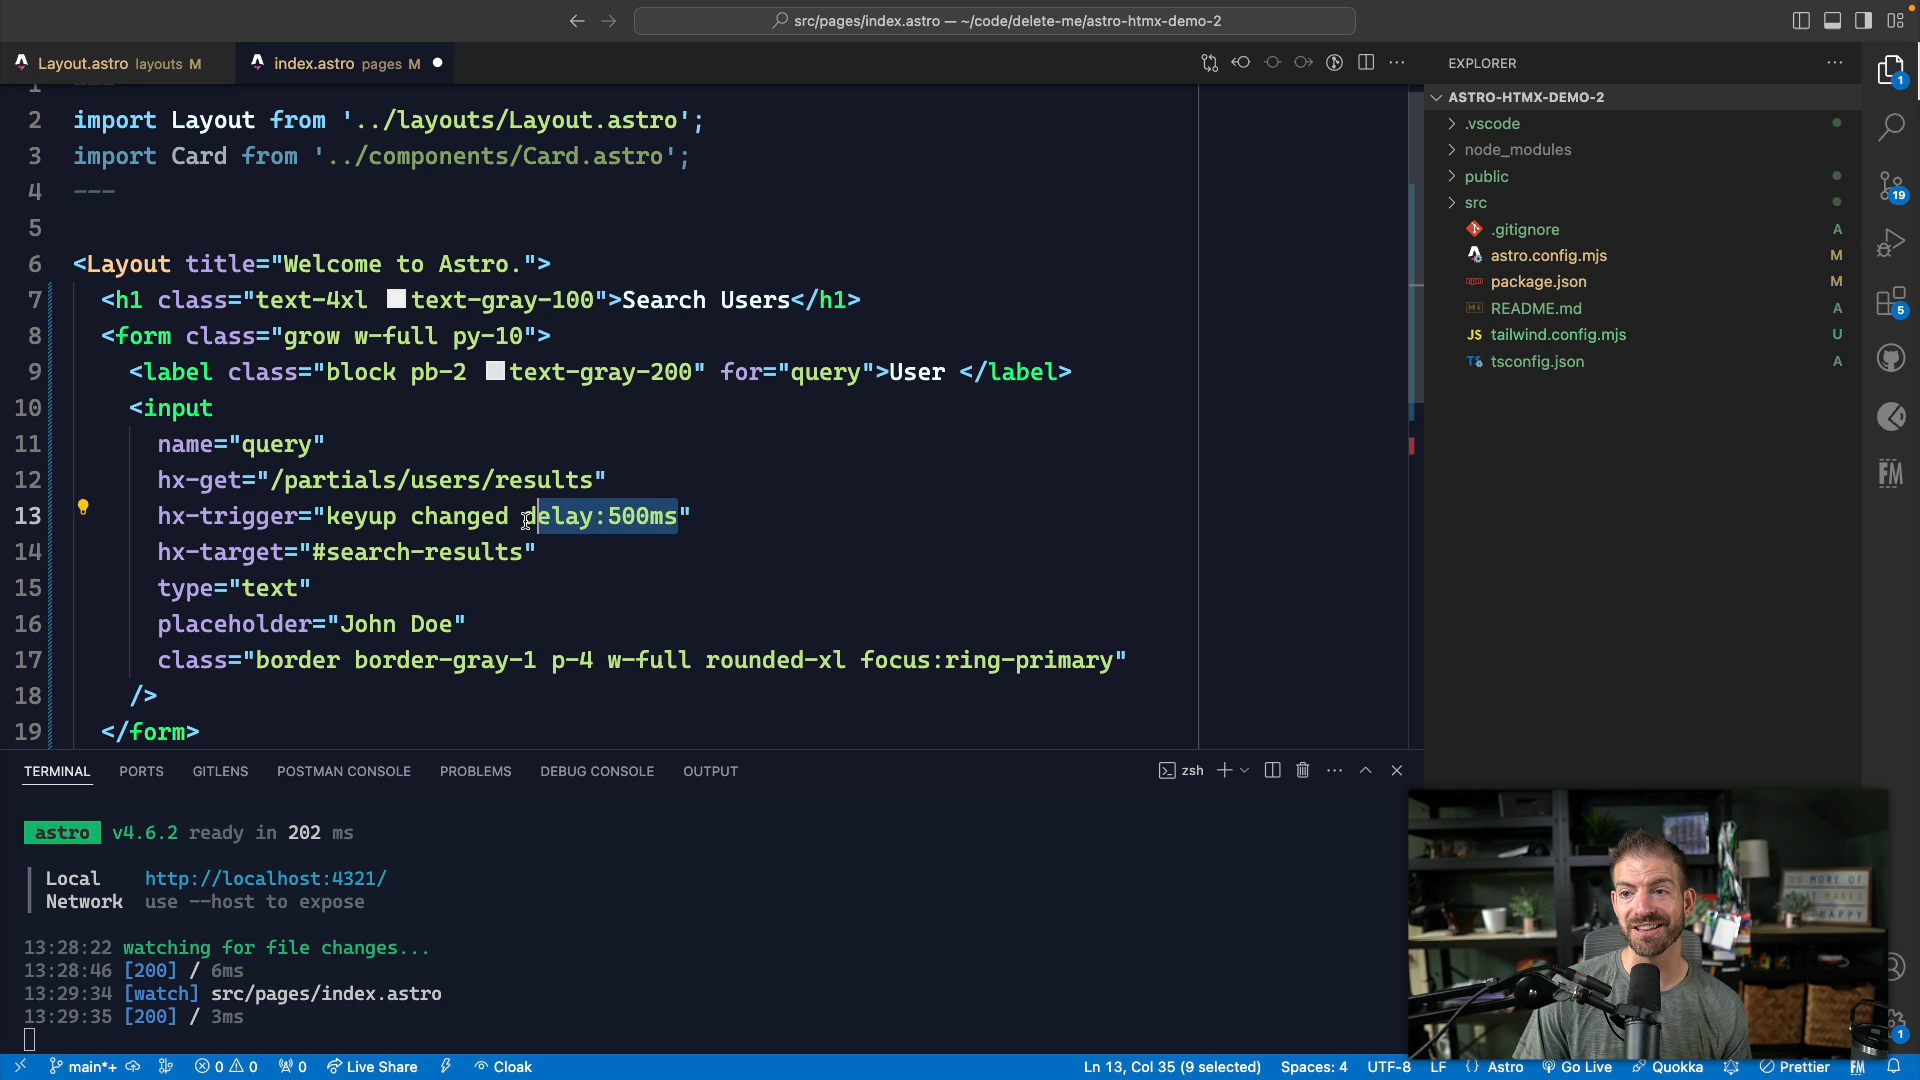 src/pages/index.astro — ~/code/delete-me/astro-htmx-demo-2
Layout.astro layouts M
index.astro pages M
EXPLORER
ASTRO-HTMX-DEMO-2
.vscode
node_modules
public
src
.gitignore A
astro.config.mjs M
package.json M
README.md A
JS tailwind.config.mjs U
TS tsconfig.json A
1
19
5
FM
1 ---
2 import Layout from '../layouts/Layout.astro';
3 import Card from '../components/Card.astro';
4 ---
5
6 <Layout title="Welcome to Astro.">
7 <h1 class="text-4xl text-gray-100">Search Users</h1>
8 <form class="grow w-full py-10">
9 <label class="block pb-2 text-gray-200" for="query">User </label>
10 <input
11 name="query"
12 hx-get="/partials/users/results"
13 hx-trigger="keyup changed delay:500ms"
14 hx-target="#search-results"
15 type="text"
16 placeholder="John Doe"
17 class="border border-gray-1 p-4 w-full rounded-xl focus:ring-primary"
18 />
19 </form>
TERMINAL PORTS GITLENS POSTMAN CONSOLE PROBLEMS DEBUG CONSOLE OUTPUT
zsh
astro v4.6.2 ready in 202 ms
Local http://localhost:4321/
Network use --host to expose
13:28:22 watching for file changes...
13:28:46 [200] / 6ms
13:29:34 [watch] src/pages/index.astro
13:29:35 [200] / 3ms
MAKES
HAPPY
1
main*+ 0 0 0 Live Share Cloak
Ln 13, Col 35 (9 selected) Spaces: 4 UTF-8 LF {} Astro Go Live Quokka Prettier FM